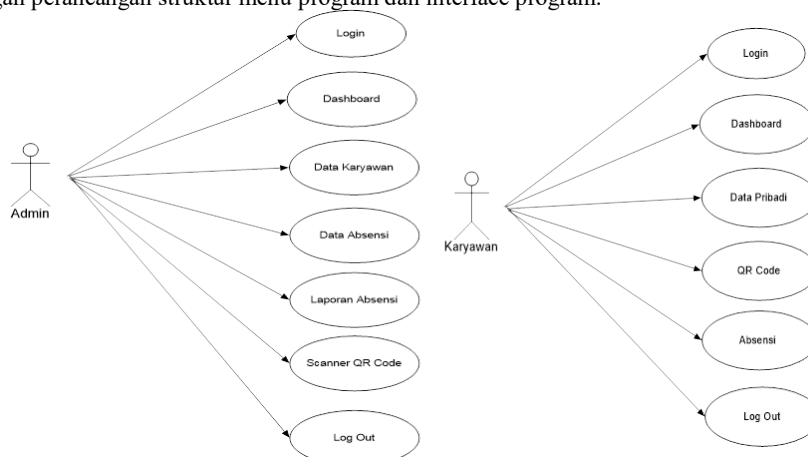 gan perancangan struktur menu program dan interface program.
Login
Dashboard
Data Karyawan
Data Absensi
Laporan Absensi
Scanner QR Code
Log Out
Admin
Login
Dashboard
Data Pribadi
QR Code
Absensi
Log Out
Karyawan